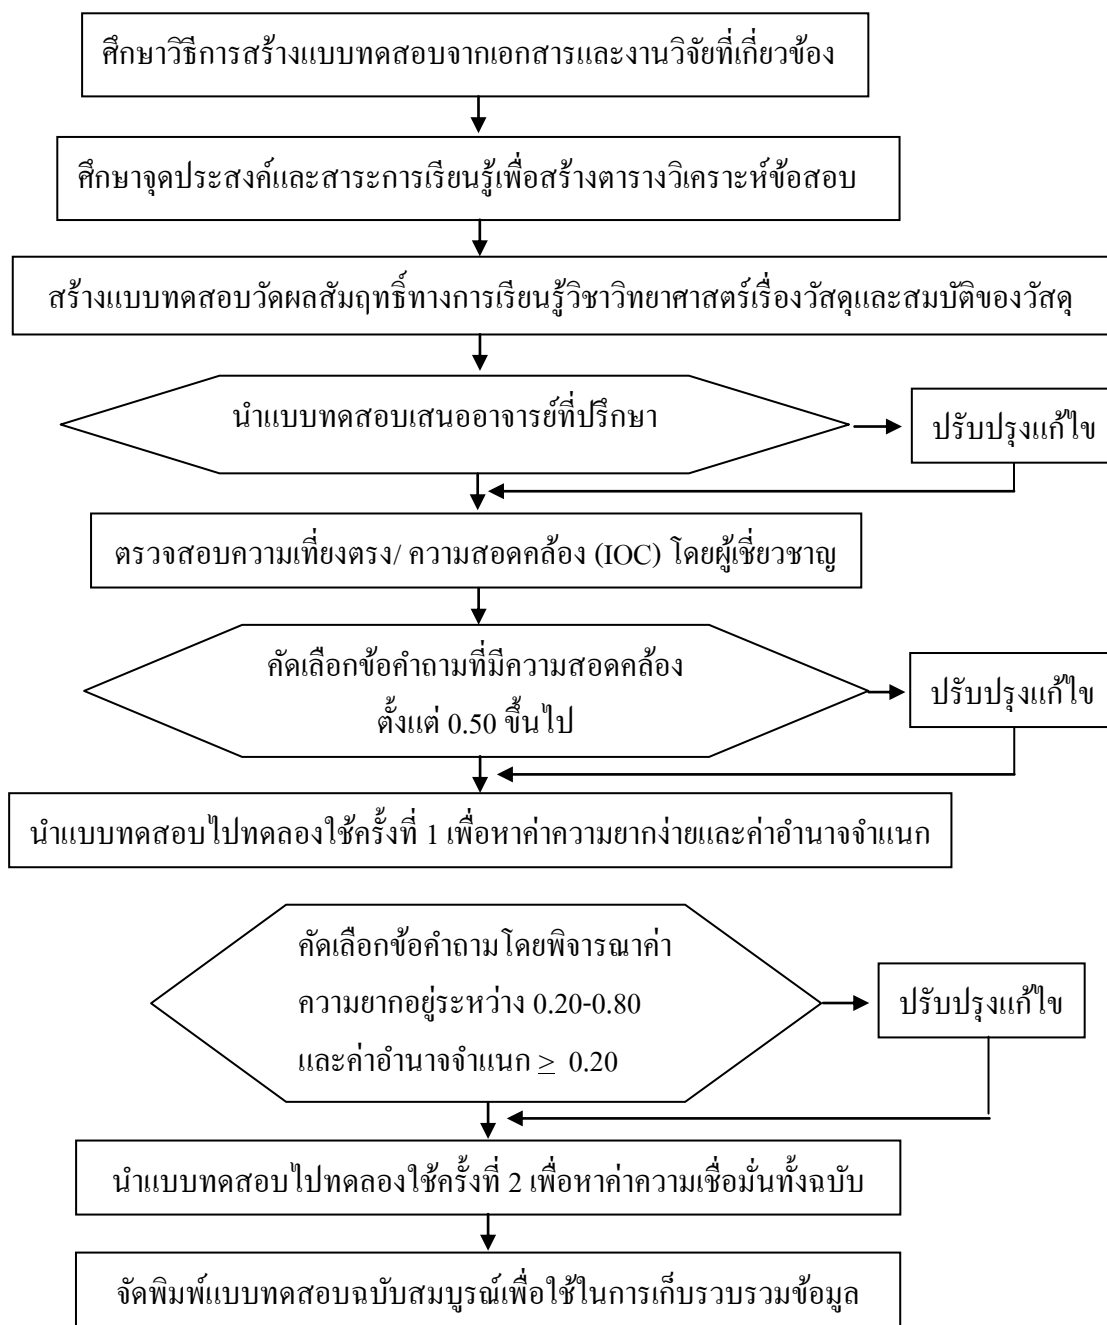 ศึกษาวิธีการสร้างแบบทดสอบจากเอกสารและงานวิจัยที่เกี่ยวข้อง
ศึกษาจุดประสงค์และสาระการเรียนรู้เพื่อสร้างตารางวิเคราะห์ข้อสอบ
สร้างแบบทดสอบวัดผลสัมฤทธิ์ทางการเรียนรู้วิชาวิทยาศาสตร์เรื่องวัสดุและสมบัติของวัสดุ
นำแบบทดสอบเสนออาจารย์ที่ปรึกษา
ปรับปรุงแก้ไข
ตรวจสอบความเที่ยงตรง/ ความสอดคล้อง (IOC) โดยผู้เชี่ยวชาญ
คัดเลือกข้อคำถามที่มีความสอดคล้อง
ตั้งแต่ 0.50 ขึ้นไป
ปรับปรุงแก้ไข
นำแบบทดสอบไปทดลองใช้ครั้งที่ 1 เพื่อหาค่าความยากง่ายและค่าอำนาจจำแนก
คัดเลือกข้อคำถามโดยพิจารณาค่า
ความยากอยู่ระหว่าง 0.20-0.80
และค่าอำนาจจำแนก ≥ 0.20
ปรับปรุงแก้ไข
นำแบบทดสอบไปทดลองใช้ครั้งที่ 2 เพื่อหาค่าความเชื่อมั่นทั้งฉบับ
จัดพิมพ์แบบทดสอบฉบับสมบูรณ์เพื่อใช้ในการเก็บรวบรวมข้อมูล